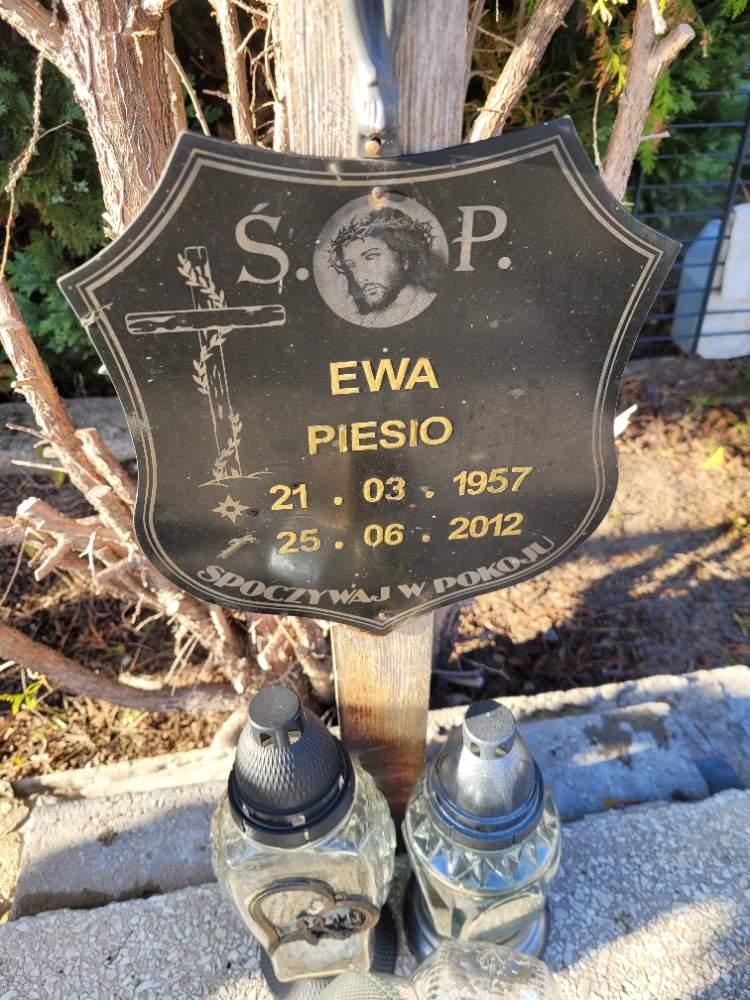 Ś. P.
EWA
PIESIO
21 . 03 . 1957
25 . 06 . 2012
SPOCZYWAJ W POKOJU